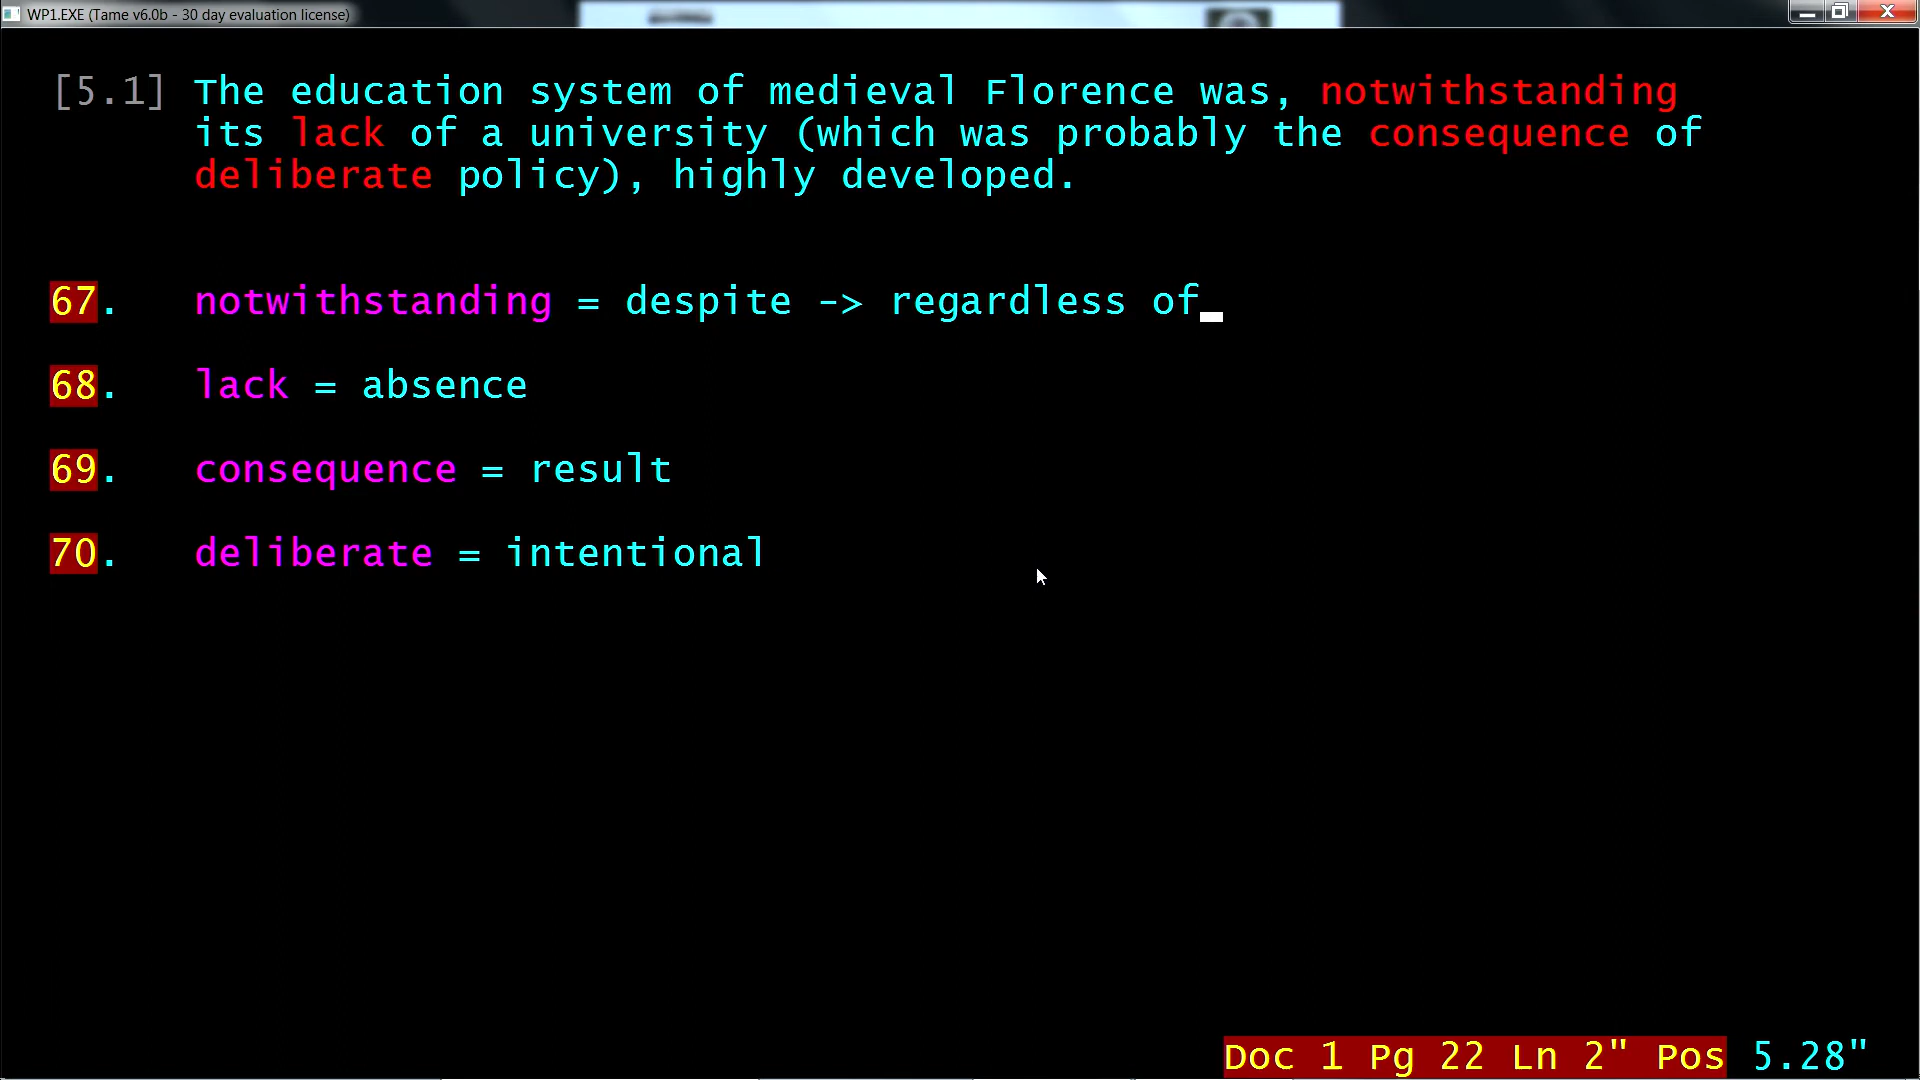 WP1.EXE (Tame v6.0b - 30 day evaluation license)
[5.1] The education system of medieval Florence was, notwithstanding
its lack of a university (which was probably the consequence of
deliberate policy), highly developed.
67. notwithstanding = despite -> regardless of
68. lack = absence
69. consequence = result
70. deliberate = intentional
Doc 1 Pg 22 Ln 2" Pos 5.28"